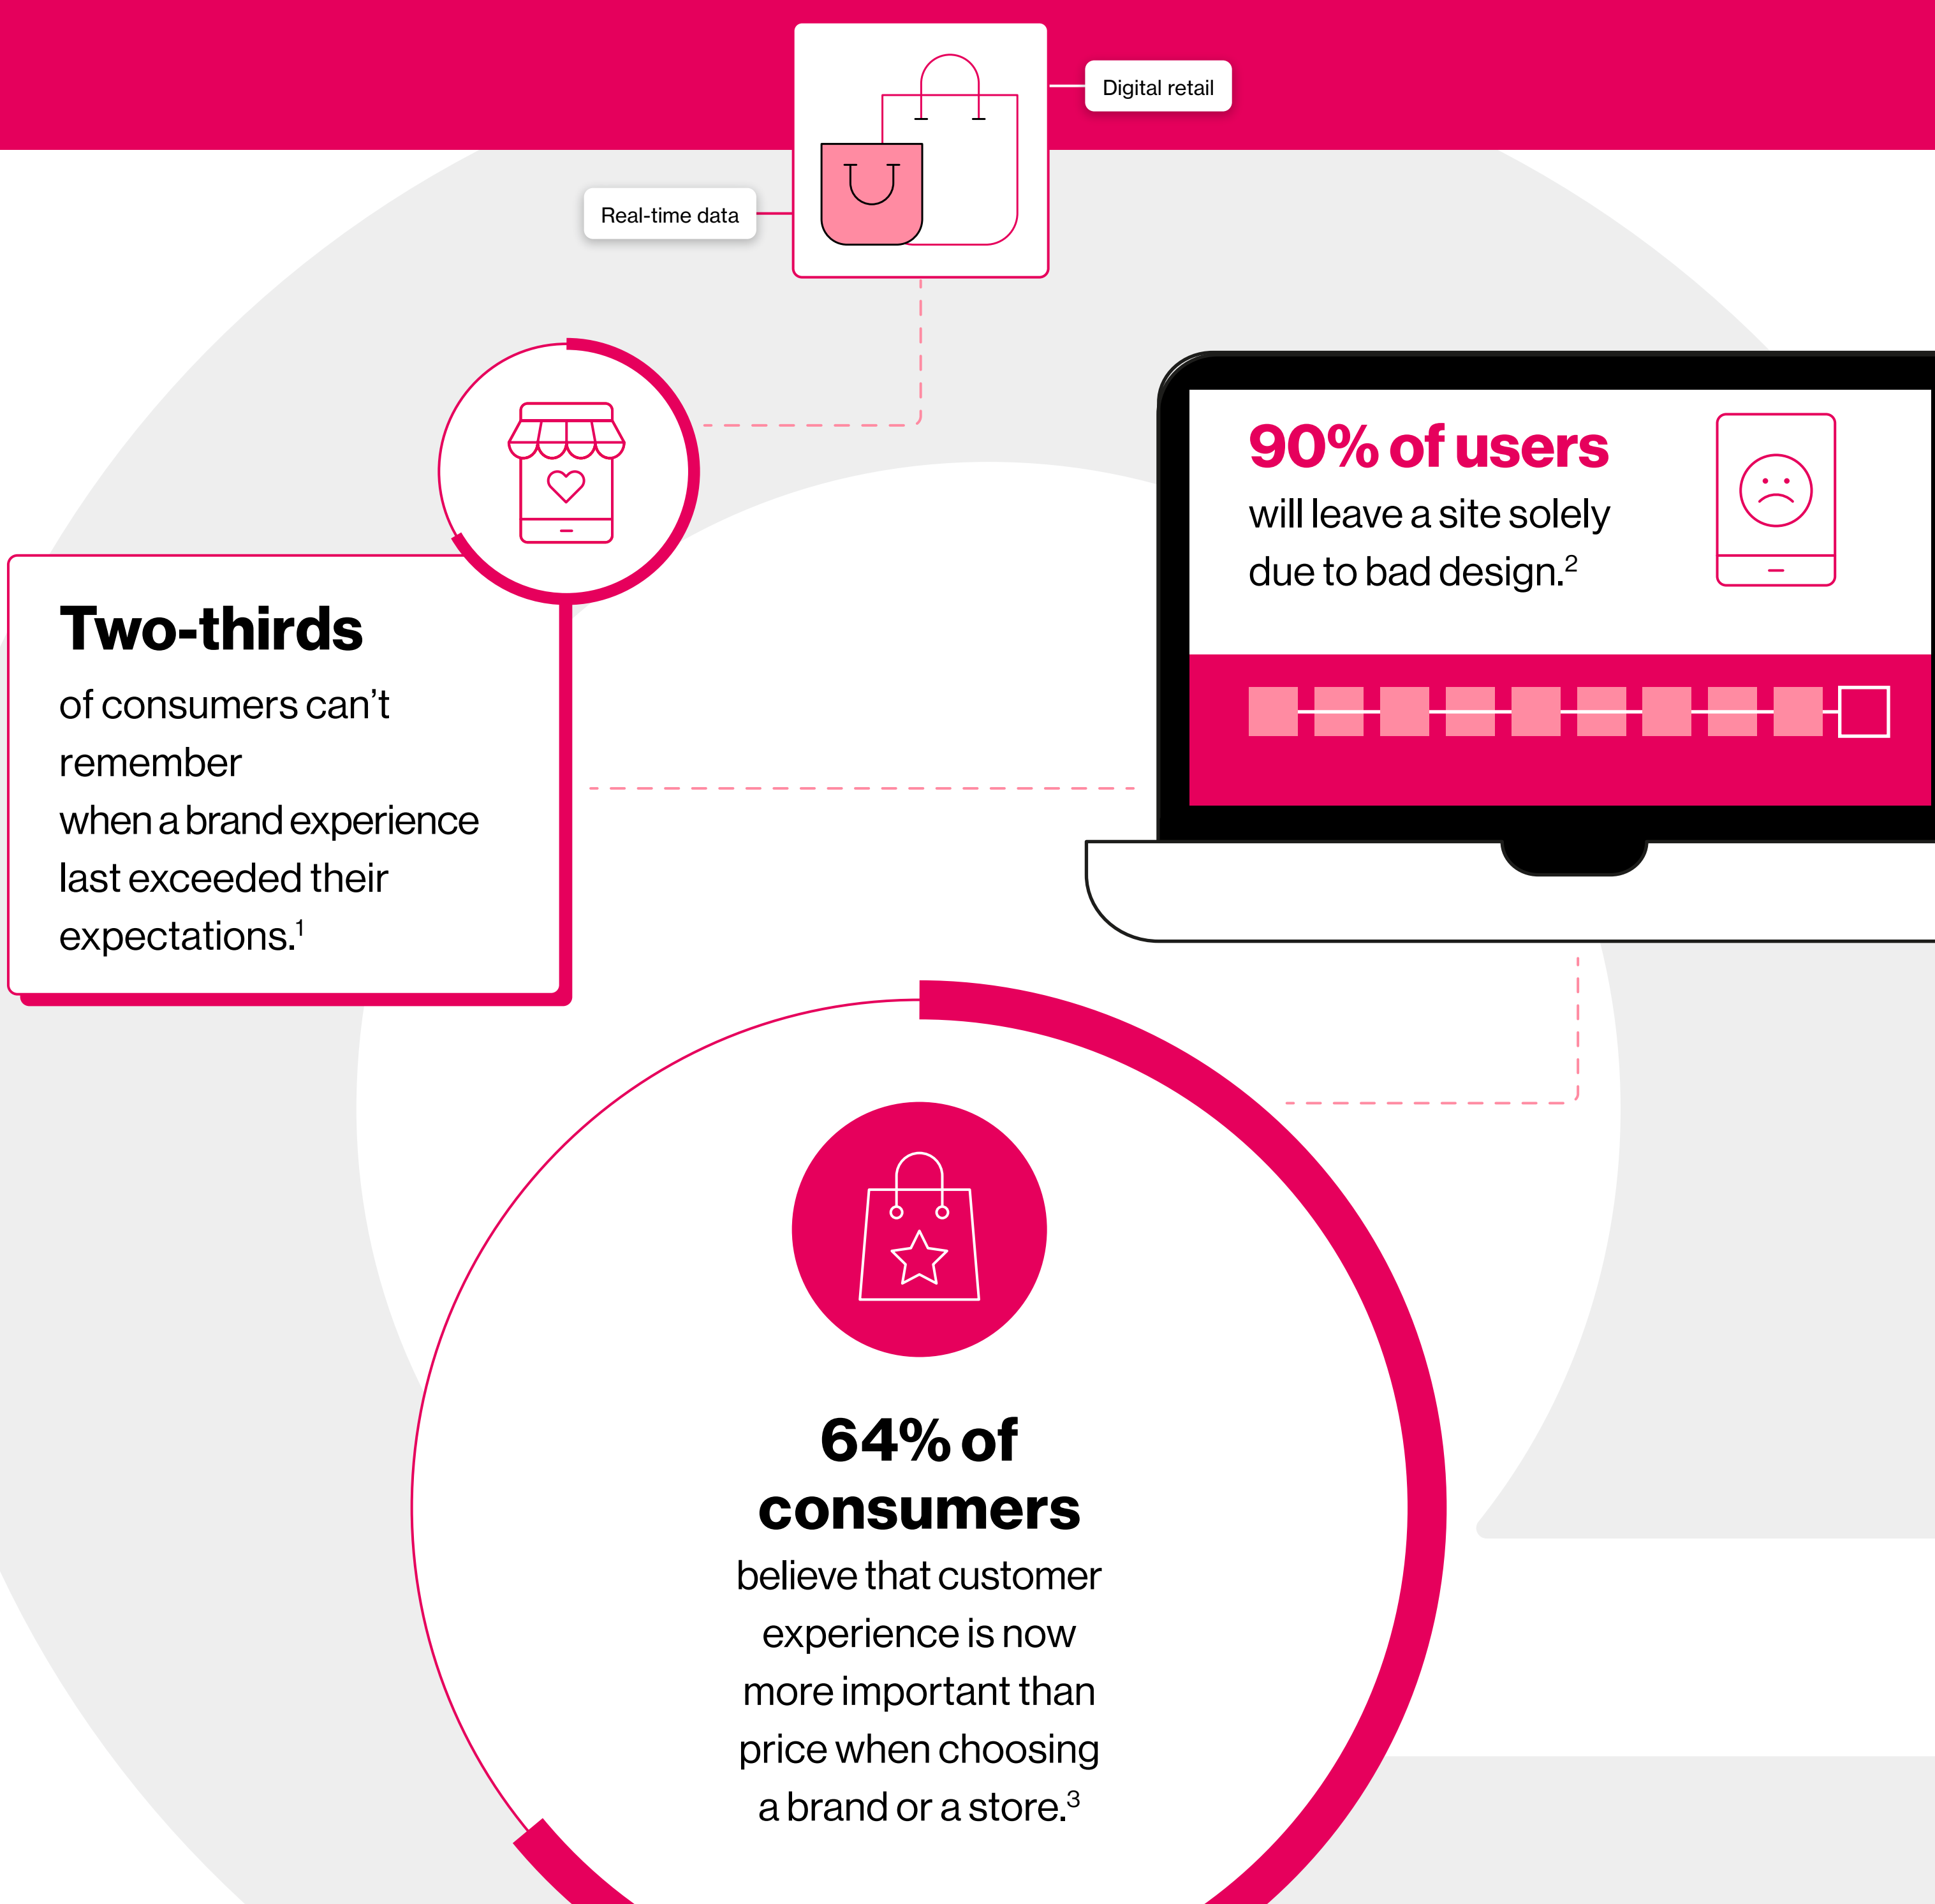 Digital retail
Real-time data
90% of users
will leave a site solely
due to bad design.²
Two-thirds
of consumers can’t
remember
when a brand experience
last exceeded their
expectations.¹
64% of
consumers
believe that customer
experience is now
more important than
price when choosing
a brand or a store.³